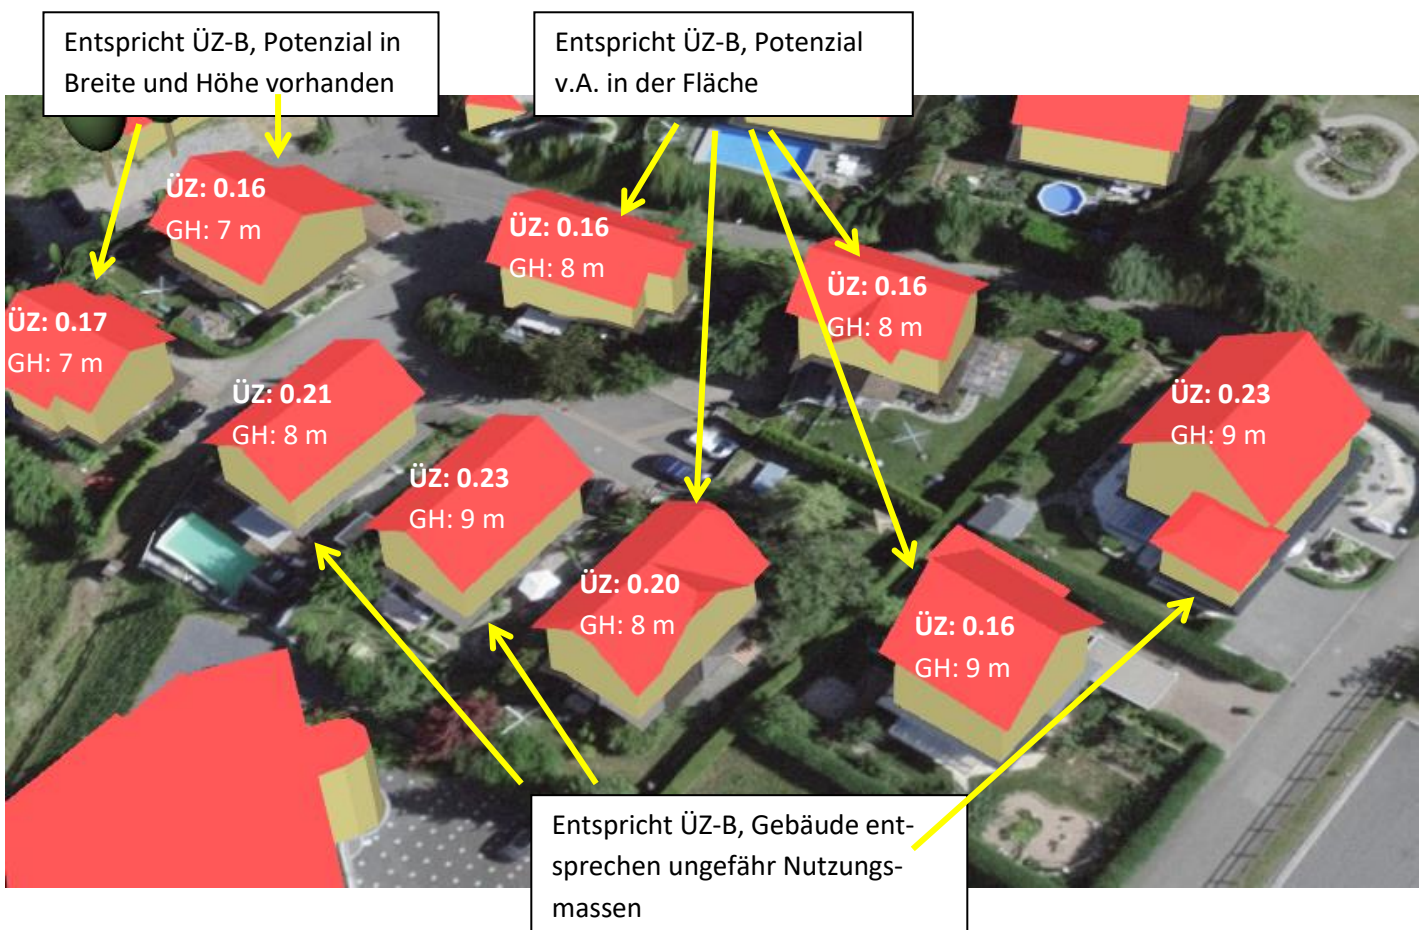 Entspricht ÜZ-B, Potenzial in
Breite und Höhe vorhanden
Entspricht ÜZ-B, Potenzial
v.A. in der Fläche
ÜZ: 0.16
GH: 7 m
ÜZ: 0.16
GH: 8 m
ÜZ: 0.16
GH: 8 m
ÜZ: 0.17
GH: 7 m
ÜZ: 0.21
GH: 8 m
ÜZ: 0.23
GH: 9 m
ÜZ: 0.23
GH: 9 m
ÜZ: 0.20
GH: 8 m
ÜZ: 0.16
GH: 9 m
Entspricht ÜZ-B, Gebäude ent-
sprechen ungefähr Nutzungs-
massen